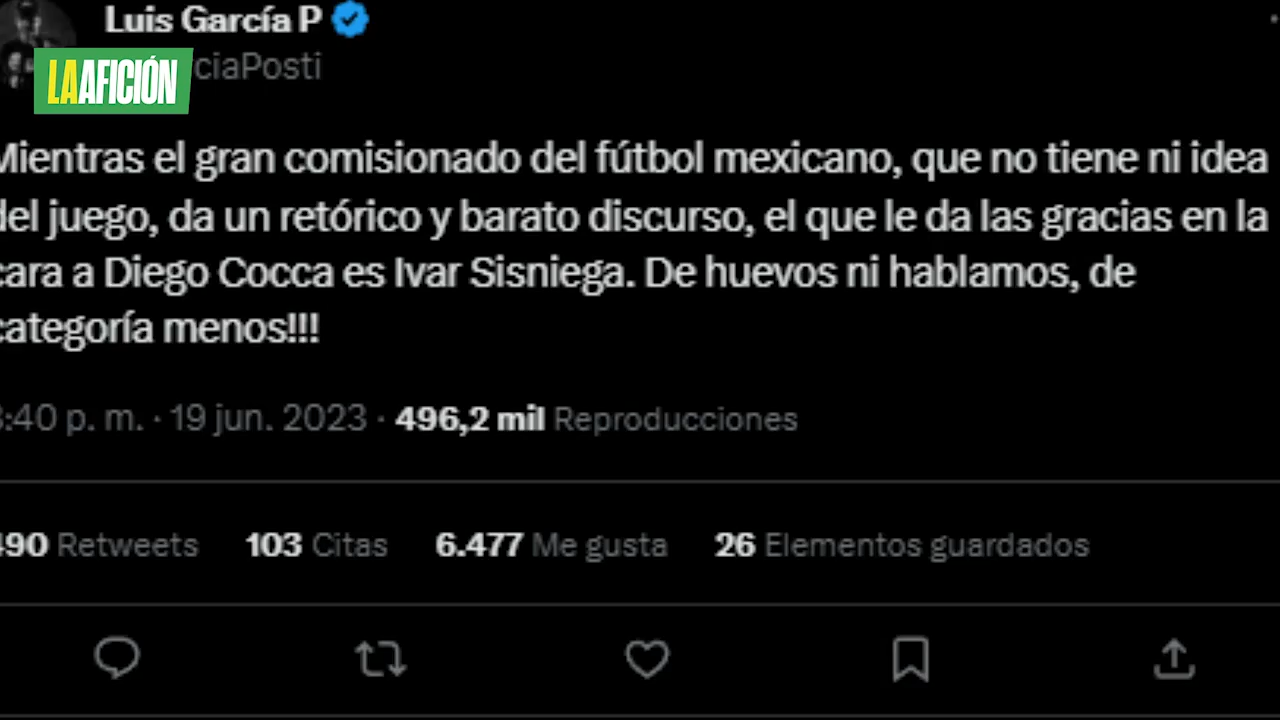 Luis García P
LAAFICIÓN
ciaPosti
Mientras el gran comisionado del fútbol mexicano, que no tiene ni idea
del juego, da un retórico y barato discurso, el que le da las gracias en la
cara a Diego Cocca es Ivar Sisniega. De huevos ni hablamos, de
categoría menos!!!
:40 p. m. · 19 jun. 2023 · 496,2 mil Reproducciones
490 Retweets 103 Citas 6.477 Me gusta 26 Elementos guardados